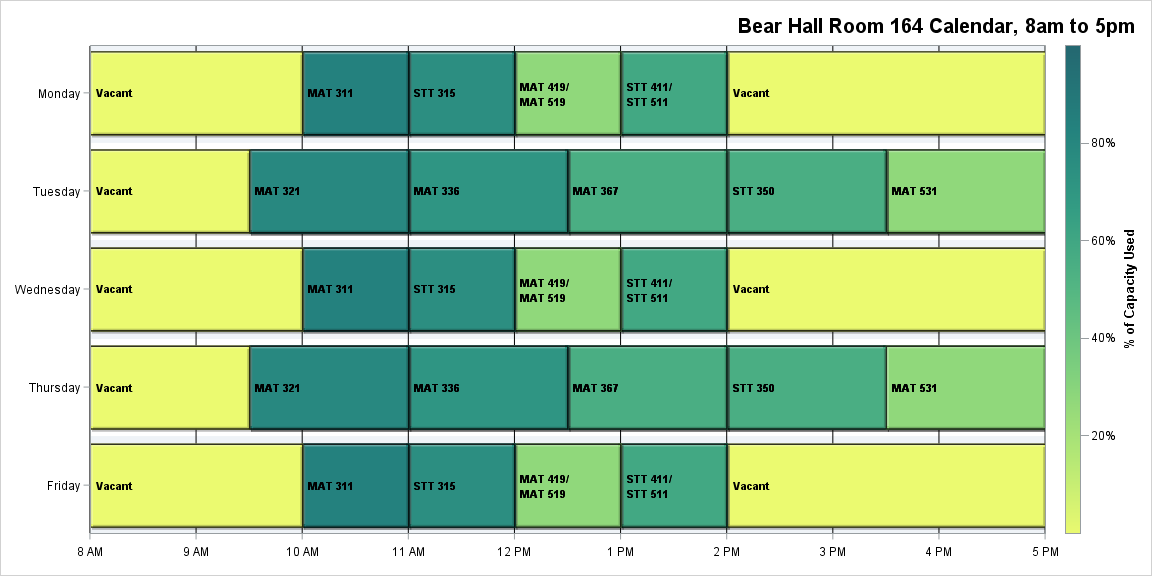 Bear Hall Room 164 Calendar, 8am to 5pm
Monday
Vacant
MAT 311
STT 315
MAT 419/
MAT 519
STT 411/
STT 511
Vacant
Tuesday
Vacant
MAT 321
MAT 336
MAT 367
STT 350
MAT 531
Wednesday
Vacant
MAT 311
STT 315
MAT 419/
MAT 519
STT 411/
STT 511
Vacant
Thursday
Vacant
MAT 321
MAT 336
MAT 367
STT 350
MAT 531
Friday
Vacant
MAT 311
STT 315
MAT 419/
MAT 519
STT 411/
STT 511
Vacant
8 AM
9 AM
10 AM
11 AM
12 PM
1 PM
2 PM
3 PM
4 PM
5 PM
80%
60%
40%
20%
% of Capacity Used